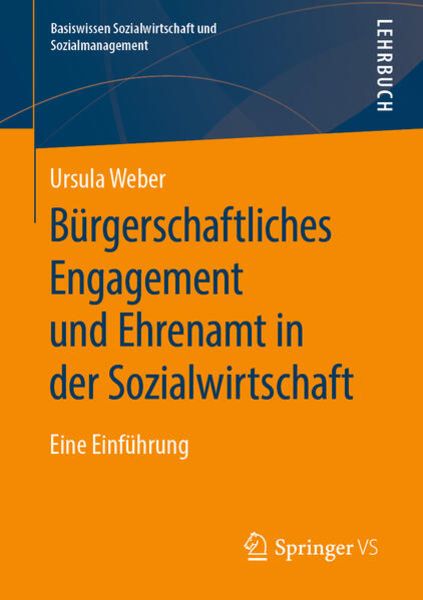 Basiswissen Sozialwirtschaft und
Sozialmanagement
LEHRBUCH
Ursula Weber
Bürgerschaftliches
Engagement
und Ehrenamt in
der Sozialwirtschaft
Eine Einführung
Springer VS